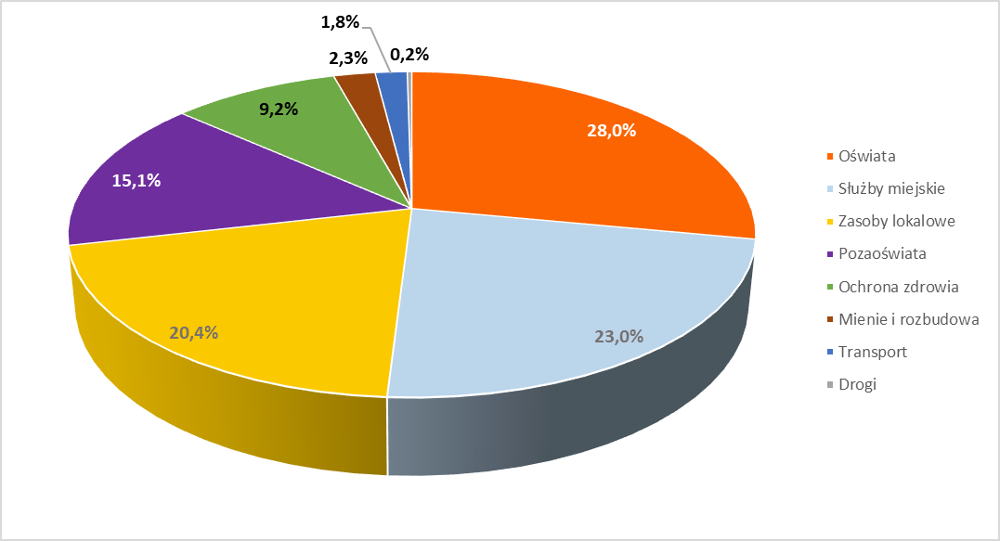 1,8%
0,2%
2,3%
9,2%
28,0%
15,1%
20,4%
23,0%
Oświata
Służby miejskie
Zasoby lokalowe
Pozaoświata
Ochrona zdrowia
Mienie i rozbudowa
Transport
Drogi